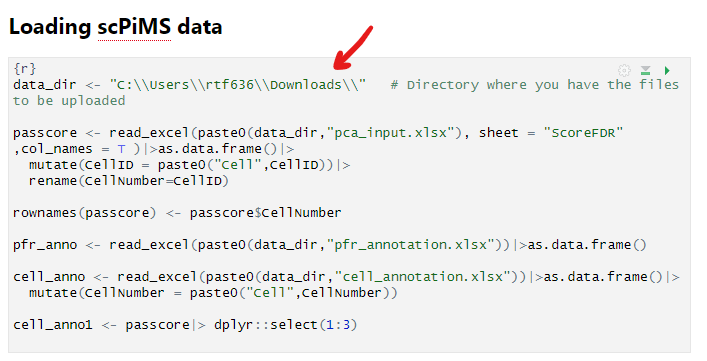 Loading scPiMS data
{r}
data_dir <- "C:\\Users\\rtf636\\Downloads\\"   # Directory where you have the files
to be uploaded
passcore <- read_excel(paste0(data_dir,"pca_input.xlsx"), sheet = "ScoreFDR"
,col_names = T )|>as.data.frame()|>
  mutate(CellID = paste0("Cell",CellID))|>
  rename(CellNumber=CellID)
rownames(passcore) <- passcore$CellNumber
pfr_anno <- read_excel(paste0(data_dir,"pfr_annotation.xlsx"))|>as.data.frame()
cell_anno <- read_excel(paste0(data_dir,"cell_annotation.xlsx"))|>as.data.frame()|>
  mutate(CellNumber = paste0("Cell",CellNumber))
cell_anno1 <- passcore|> dplyr::select(1:3)